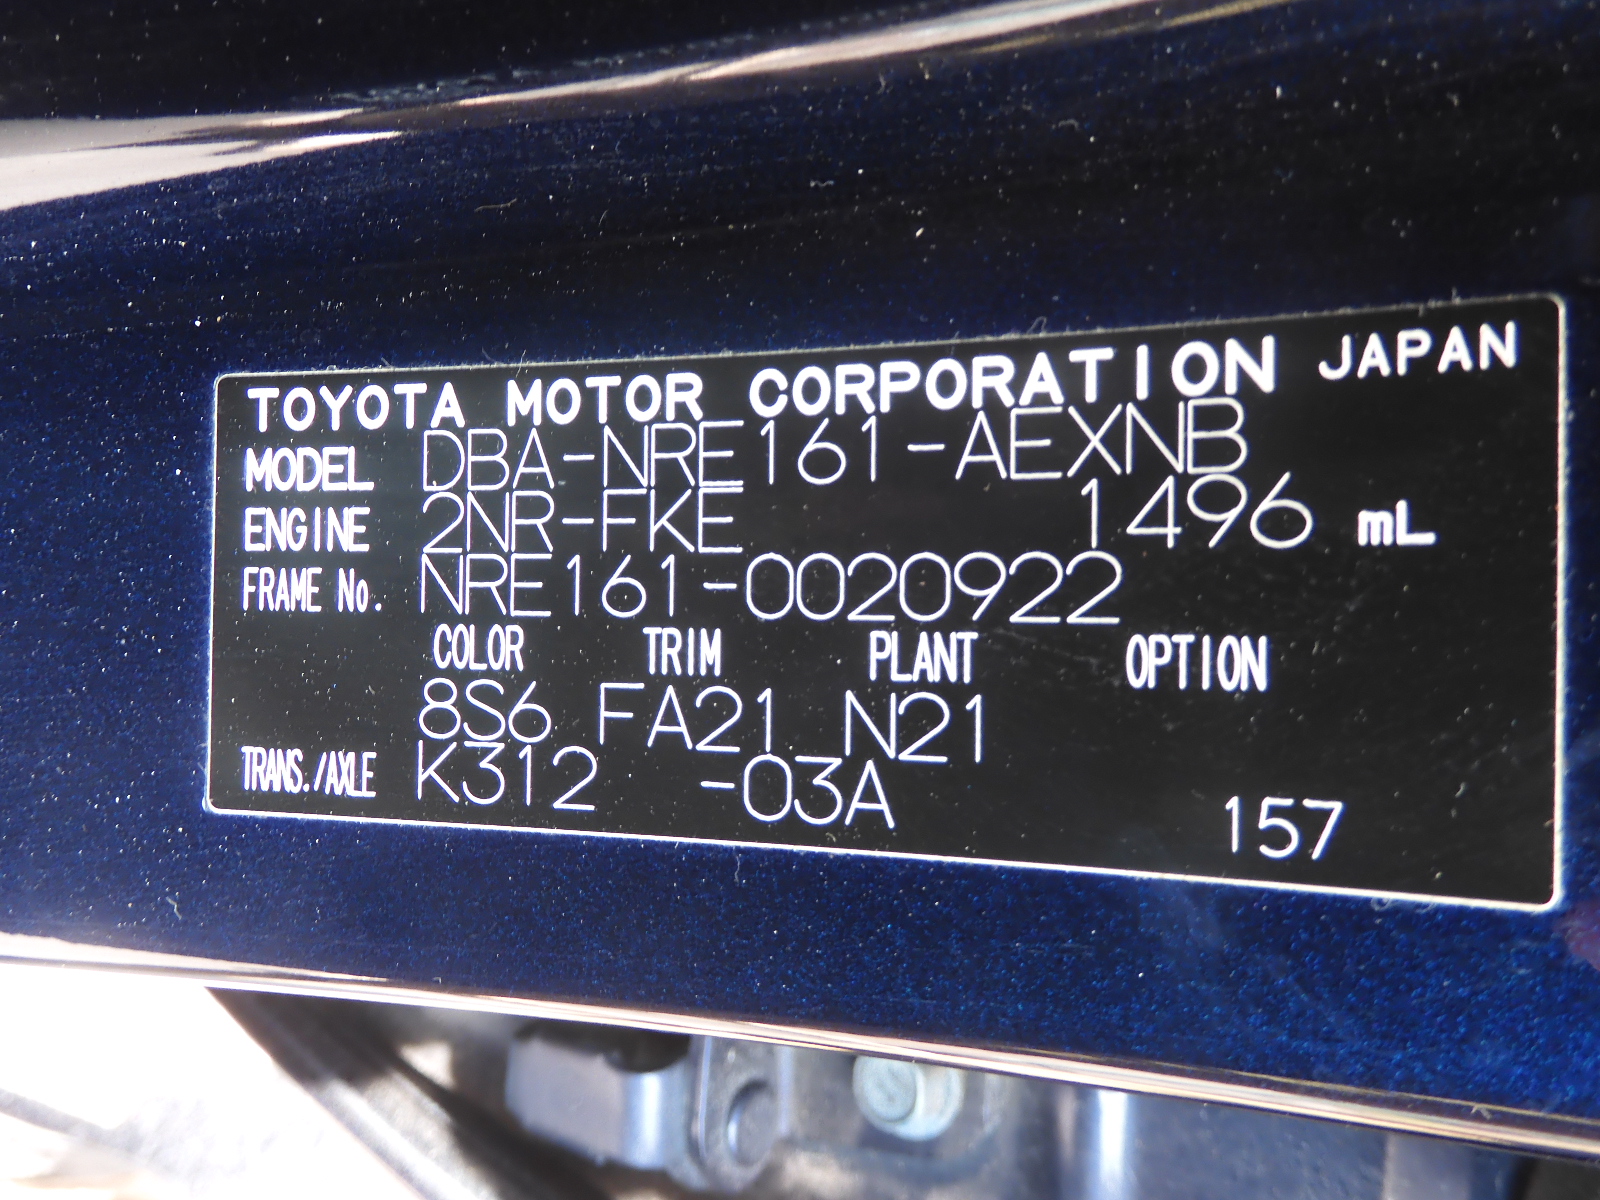 TOYOTA MOTOR CORPORATION JAPAN
MODEL DBA-NRE161-AEXNB
ENGINE 2NR-FKE 1496 mL
FRAME No. NRE161-0020922
COLOR TRIM PLANT OPTION
8S6 FA21 N21
TRANS./AXLE K312 -03A 157